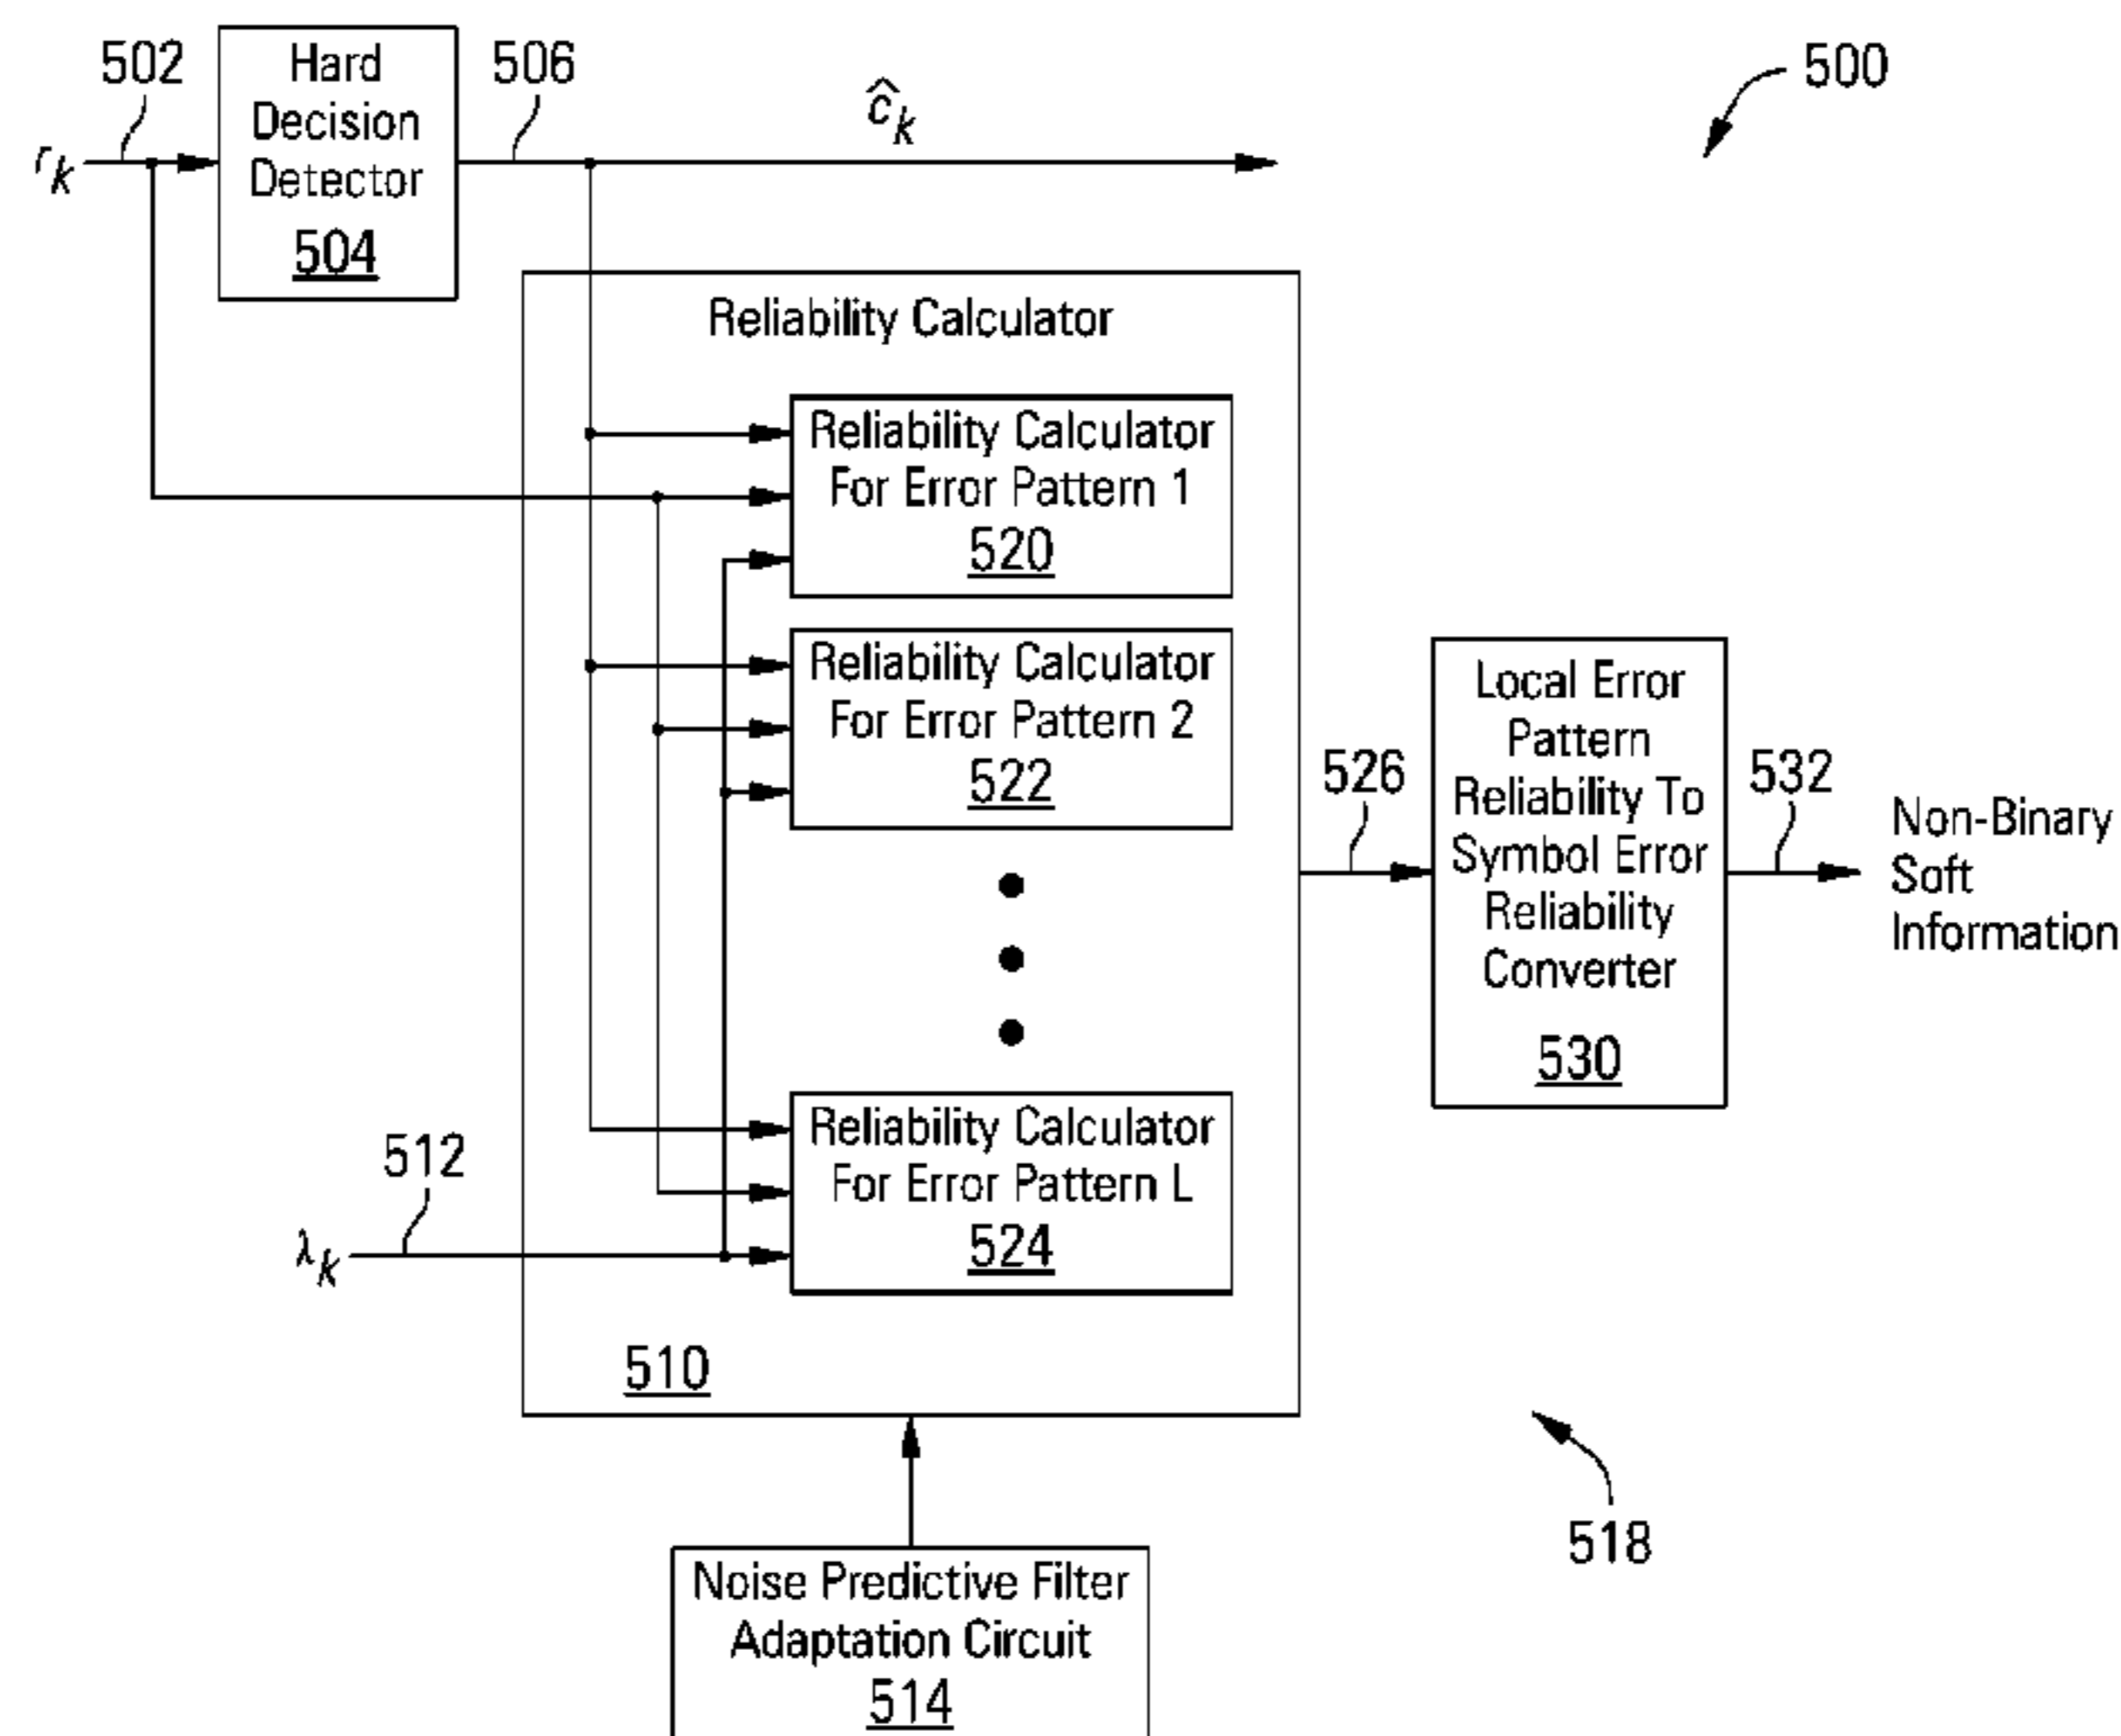 502
Hard
Decision
Detector
504
506
ĉk
500
rk
Reliability Calculator
Reliability Calculator
For Error Pattern 1
520
Reliability Calculator
For Error Pattern 2
522
Reliability Calculator
For Error Pattern L
524
512
λk
510
526
Local Error
Pattern
Reliability To
Symbol Error
Reliability
Converter
530
532
Non-Binary
Soft
Information
518
Noise Predictive Filter
Adaptation Circuit
514